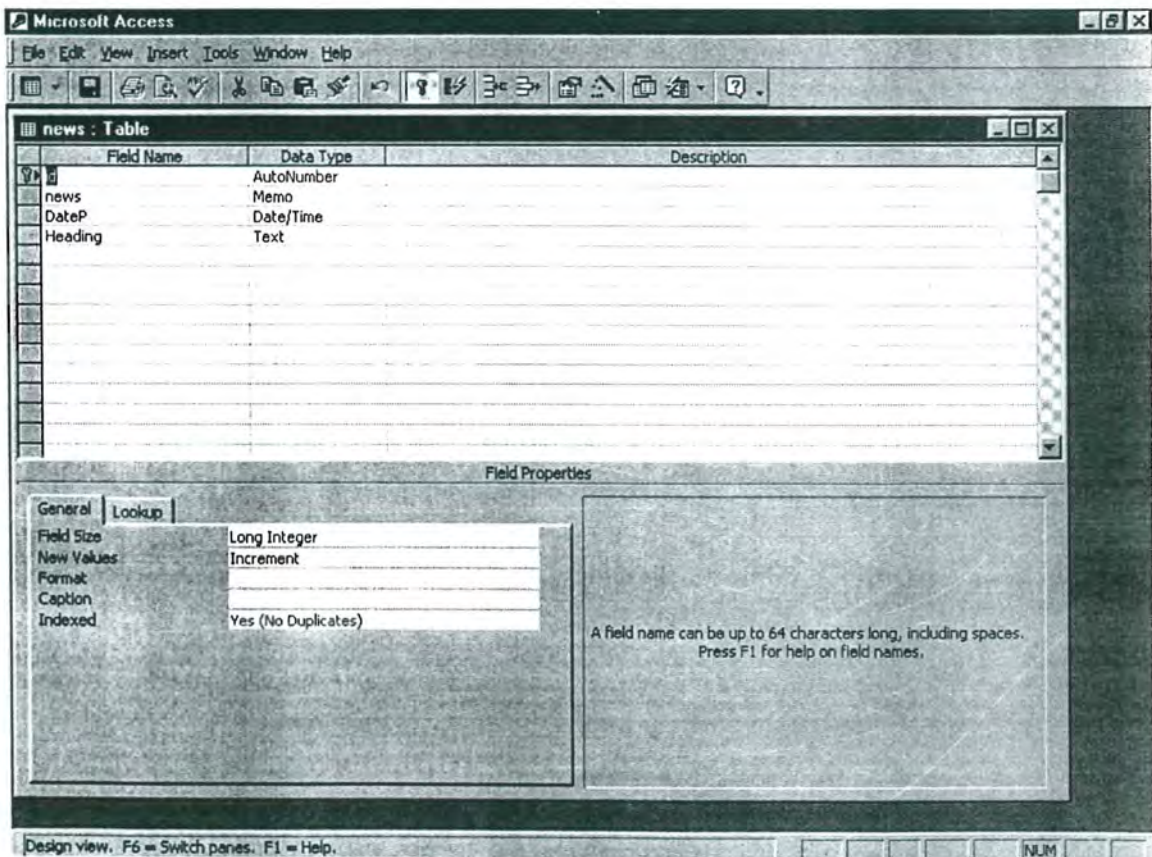 Microsoft Access
File Edit View Insert Tools Window Help
news : Table
Field Name Data Type Description
id AutoNumber
news Memo
DateP Date/Time
Heading Text
Field Properties
General Lookup
Field Size Long Integer
New Values Increment
Format
Caption
Indexed Yes (No Duplicates)
A field name can be up to 64 characters long, including spaces.
Press F1 for help on field names.
Design view. F6 = Switch panes. F1 = Help. NUM